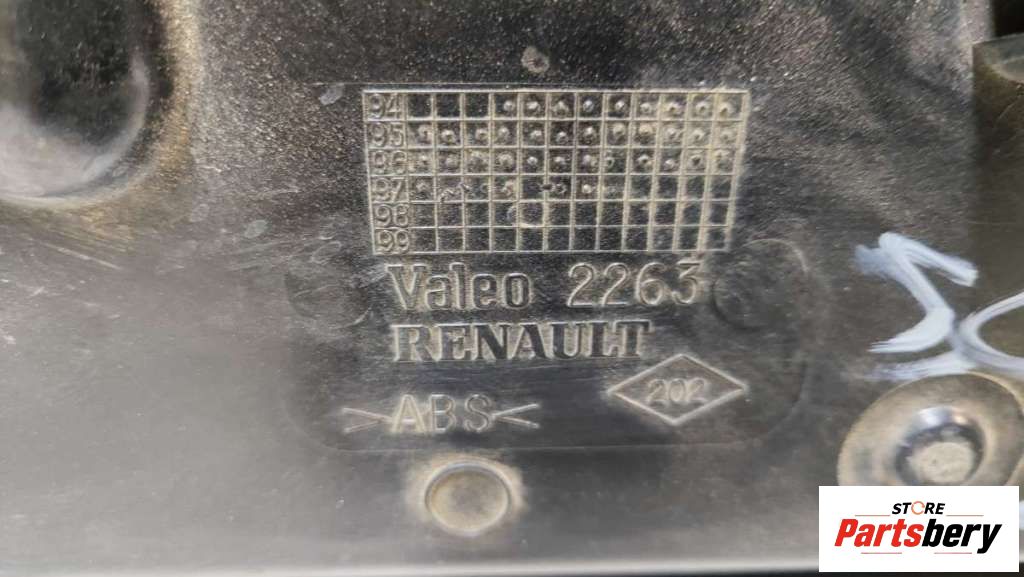 94
95
96
97
98
99
Valeo 2263
RENAULT
>ABS<
202
STORE
Partsbery